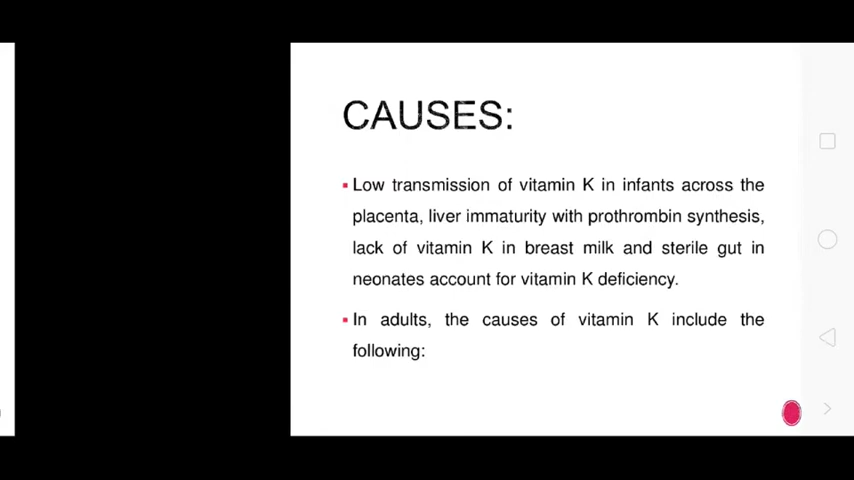 CAUSES:
Low transmission of vitamin K in infants across the
placenta, liver immaturity with prothrombin synthesis,
lack of vitamin K in breast milk and sterile gut in
neonates account for vitamin K deficiency.
In adults, the causes of vitamin K include the
following: